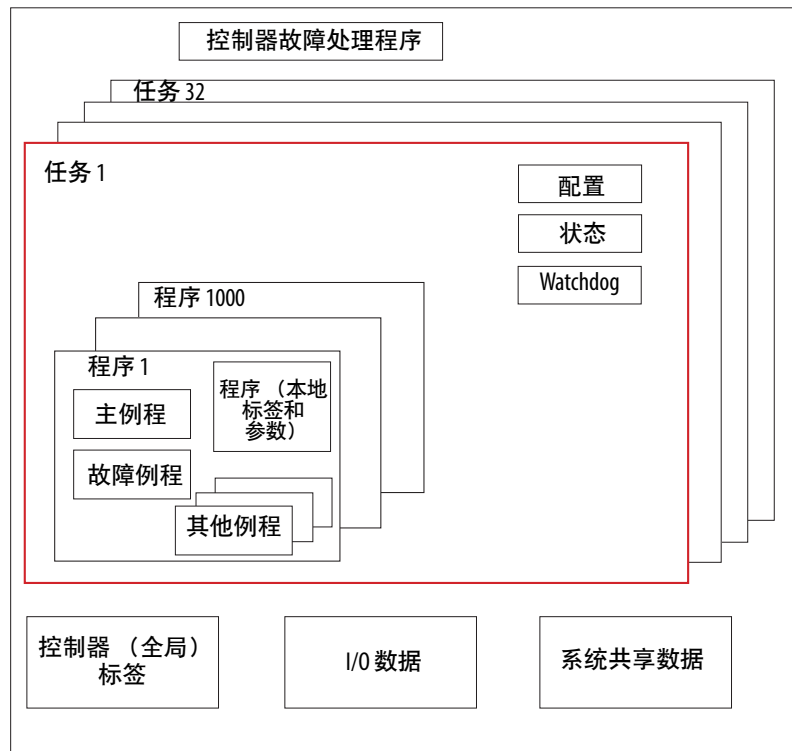 控制器故障处理程序
任务 32
任务 1
配置
状态
Watchdog
程序 1000
程序 1
程序 （本地
标签和
参数）
主例程
故障例程
其他例程
控制器 （全局）
标签
I/O 数据
系统共享数据